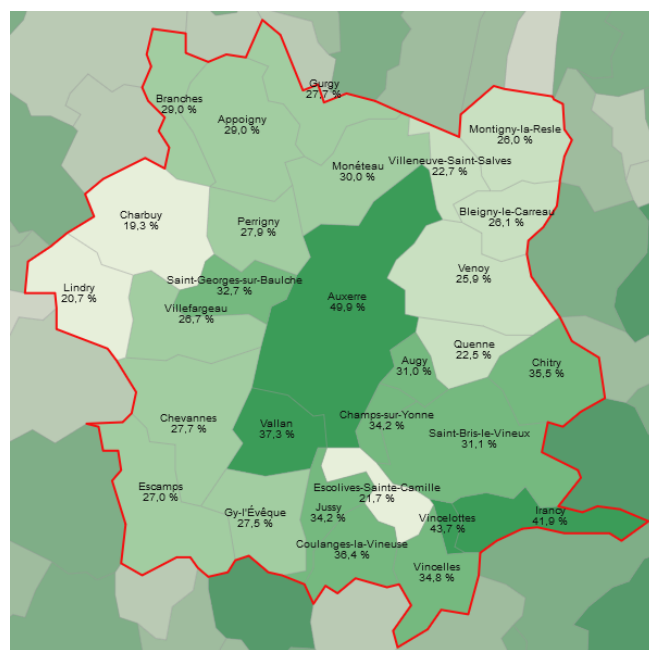 Gurgy
27,7 %
Branches
29,0 %
Appoigny
29,0 %
Montigny-la-Resle
26,0 %
Monéteau
30,0 %
Villeneuve-Saint-Salves
22,7 %
Charbuy
19,3 %
Perrigny
27,9 %
Bleigny-le-Carreau
26,1 %
Venoy
25,9 %
Lindry
20,7 %
Saint-Georges-sur-Baulche
32,7 %
Auxerre
49,9 %
Villefargeau
26,7 %
Quenne
22,5 %
Augy
31,0 %
Chitry
35,5 %
Chevannes
27,7 %
Vallan
37,3 %
Champs-sur-Yonne
34,2 %
Saint-Bris-le-Vineux
31,1 %
Escamps
27,0 %
Escolives-Sainte-Camille
21,7 %
Gy-l'Évêque
27,5 %
Jussy
34,2 %
Vincelottes
43,7 %
Irancy
41,9 %
Coulanges-la-Vineuse
36,4 %
Vincelles
34,8 %